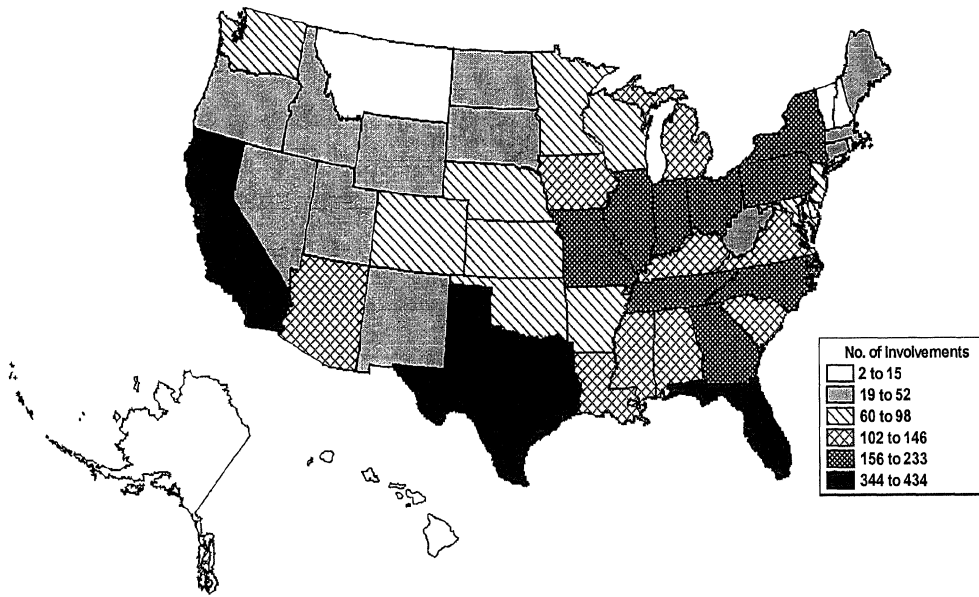 No. of Involvements
2 to 15
19 to 52
60 to 98
102 to 146
156 to 233
344 to 434